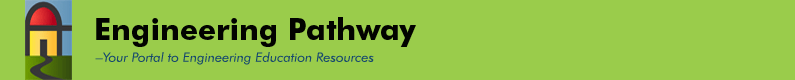 Engineering Pathway
–Your Portal to Engineering Education Resources